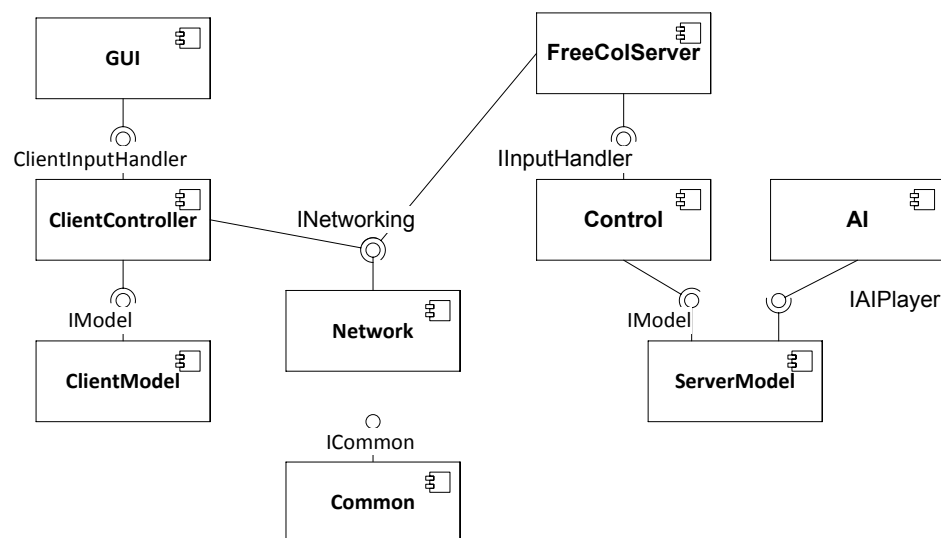 GUI
FreeColServer
ClientInputHandler
IInputHandler
ClientController
INetworking
Control
AI
IModel
Network
IModel
IAIPlayer
ClientModel
ServerModel
ICommon
Common